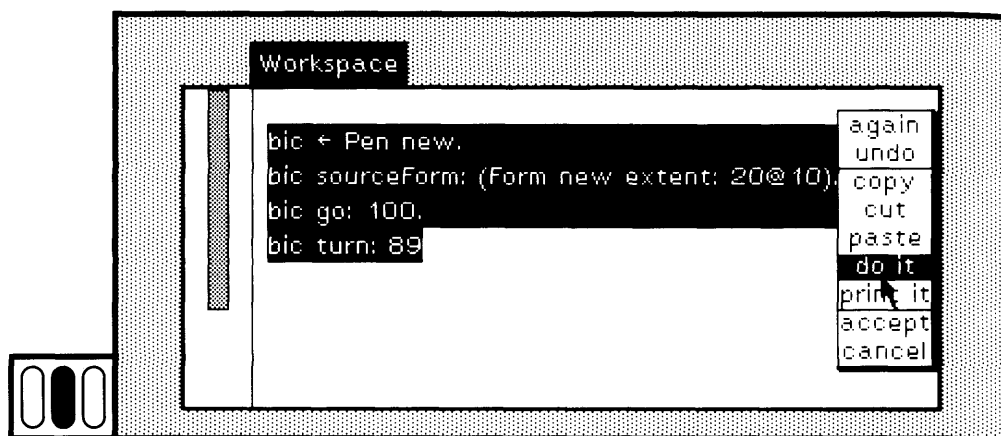 Workspace
bic ← Pen new.
bic sourceForm: (Form new extent: 20@10).
bic go: 100.
bic turn: 89
again
undo
copy
cut
paste
do it
print it
accept
cancel